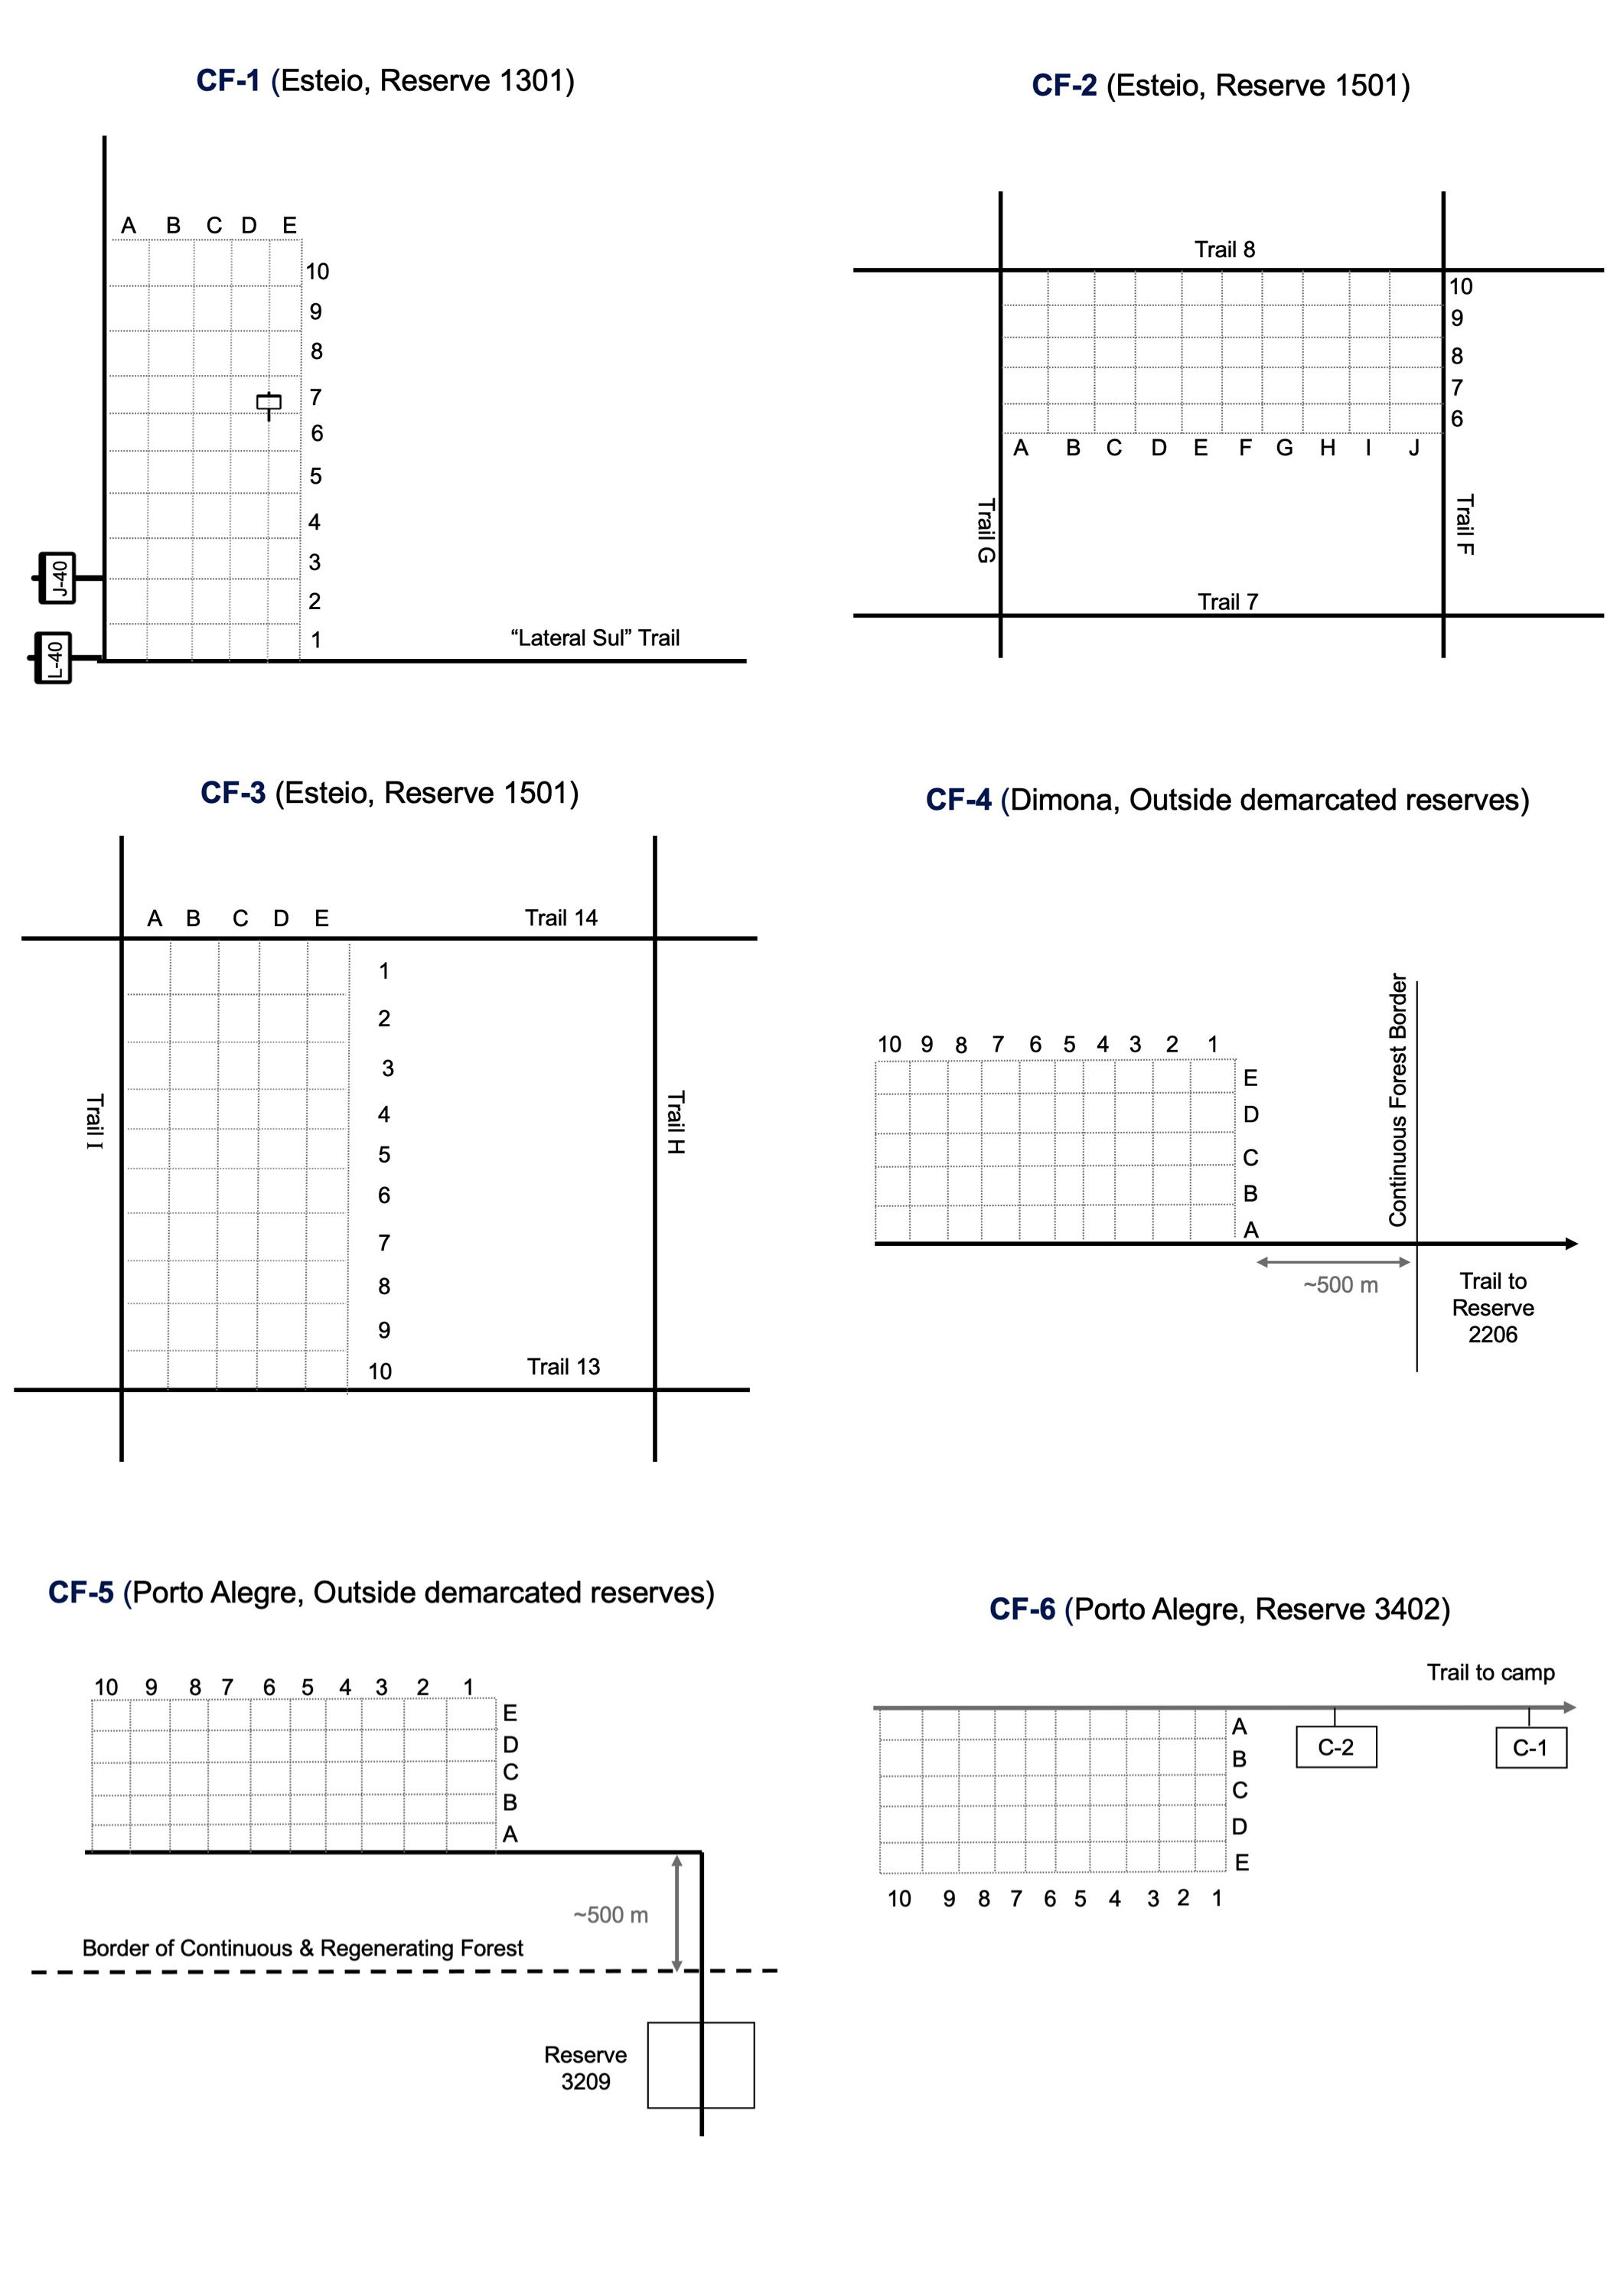 CF-1 (Esteio, Reserve 1301)
A B C D E
10
9
8
7
6
5
4
3
2
1
J-40
L-40
“Lateral Sul” Trail
CF-2 (Esteio, Reserve 1501)
Trail 8
10
9
8
7
6
A B C D E F G H I J
Trail G
Trail F
Trail 7
CF-3 (Esteio, Reserve 1501)
A B C D E
Trail 14
1
2
3
4
5
6
7
8
9
10
Trail I
Trail H
Trail 13
CF-4 (Dimona, Outside demarcated reserves)
10 9 8 7 6 5 4 3 2 1
E
D
C
B
A
Continuous Forest Border
~500 m
Trail to
Reserve
2206
CF-5 (Porto Alegre, Outside demarcated reserves)
10 9 8 7 6 5 4 3 2 1
E
D
C
B
A
~500 m
Border of Continuous & Regenerating Forest
Reserve
3209
CF-6 (Porto Alegre, Reserve 3402)
Trail to camp
A
B
C
D
E
C-2
C-1
10 9 8 7 6 5 4 3 2 1